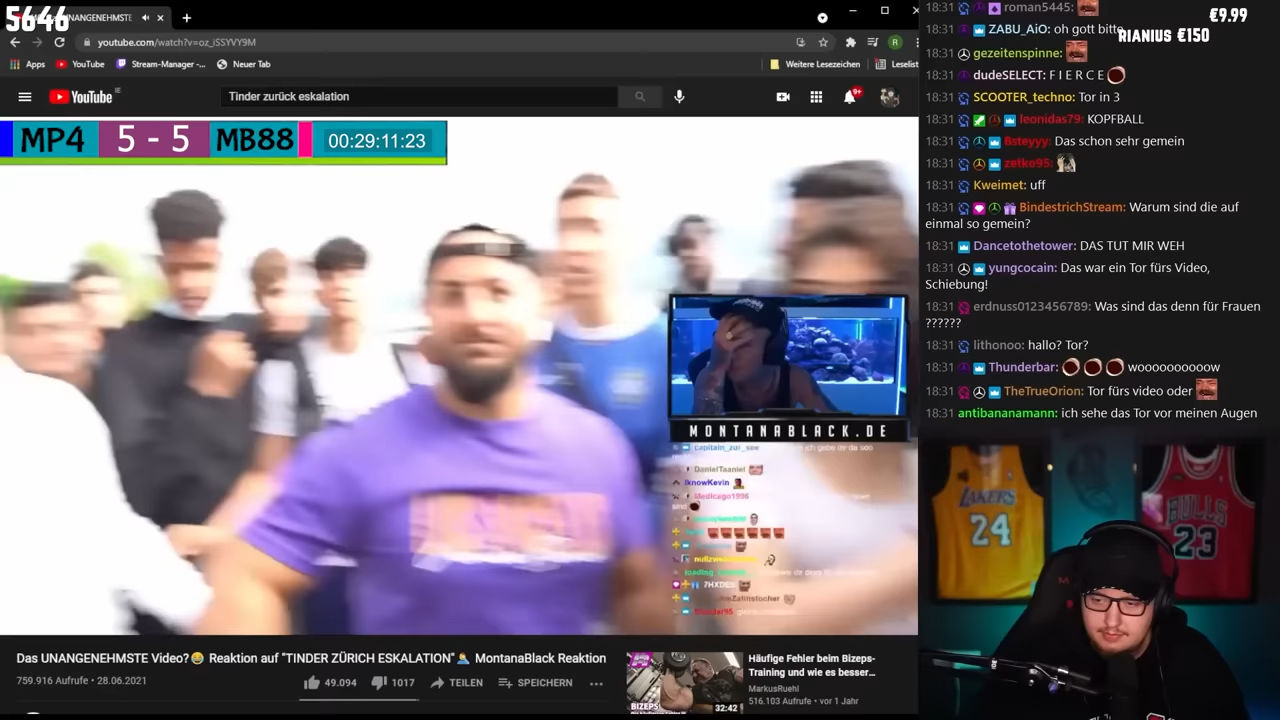 5646
UNANGENEHMSTE
youtube.com/watch?v=oz_iSSYVY9M
Apps
YouTube
Stream-Manager -...
Neuer Tab
Weitere Lesezeichen
Leselist
YouTube IE
Tinder zurück eskalation
9+
MP4 5 - 5 MB88 00:29:11:23
MONTANABLACK.DE
DanielTaaniel
IknowKevin
Medicago1996
7HXDES
Das UNANGENEHMSTE Video?😂 Reaktion auf "TINDER ZÜRICH ESKALATION"🤦‍♂️ MontanaBlack Reaktion
759.916 Aufrufe • 28.06.2021
49.094
1017
TEILEN
SPEICHERN
BIZEPS
32:42
Häufige Fehler beim Bizeps-
Training und wie es besser...
MarkusRuehl
516.103 Aufrufe • vor 1 Jahr
€9.99
RIANIUS €150
18:31 roman5445:
18:31 ZABU_AiO: oh gott bitte
18:31 gezeitenspinne:
18:31 dudeSELECT: F I E R C E
18:31 SCOOTER_techno: Tor in 3
18:31 leonidas79: KOPFBALL
18:31 Bsteyyy: Das schon sehr gemein
18:31 zetko95:
18:31 Kweimet: uff
18:31 BindestrichStream: Warum sind die auf
einmal so gemein?
18:31 Dancetothetower: DAS TUT MIR WEH
18:31 yungcocain: Das war ein Tor fürs Video,
Schiebung!
18:31 erdnuss0123456789: Was sind das denn für Frauen
??????
18:31 lithonoo: hallo? Tor?
18:31 Thunderbar: wooooooooow
18:31 TheTrueOrion: Tor fürs video oder
18:31 antibananamann: ich sehe das Tor vor meinen Augen
LAKERS
24
BULLS
23